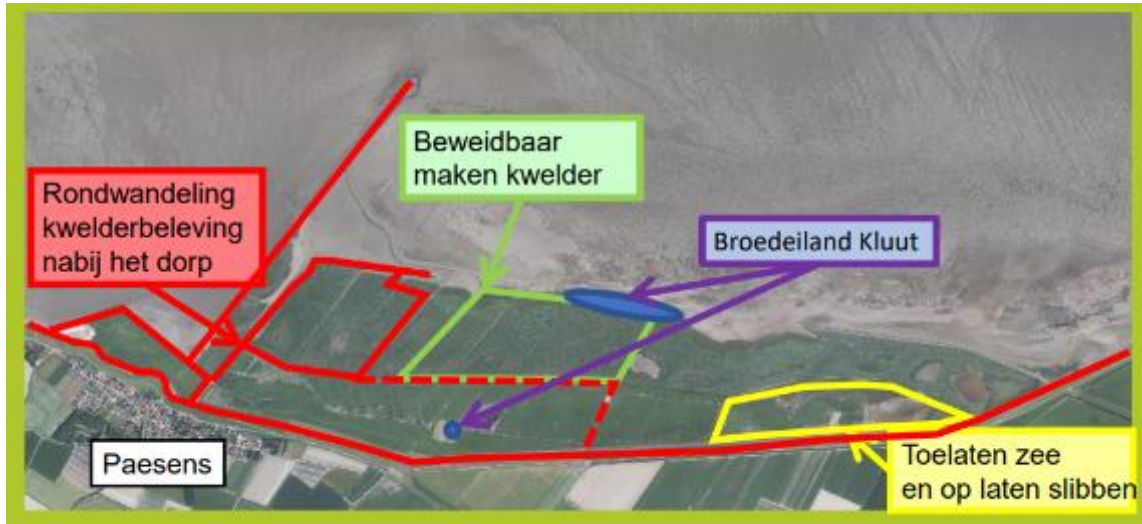 Beweidbaar
maken kwelder
Rondwandeling
kwelderbeleving
nabij het dorp
Broedeiland Kluut
Paesens
Toelaten zee
en op laten slibben